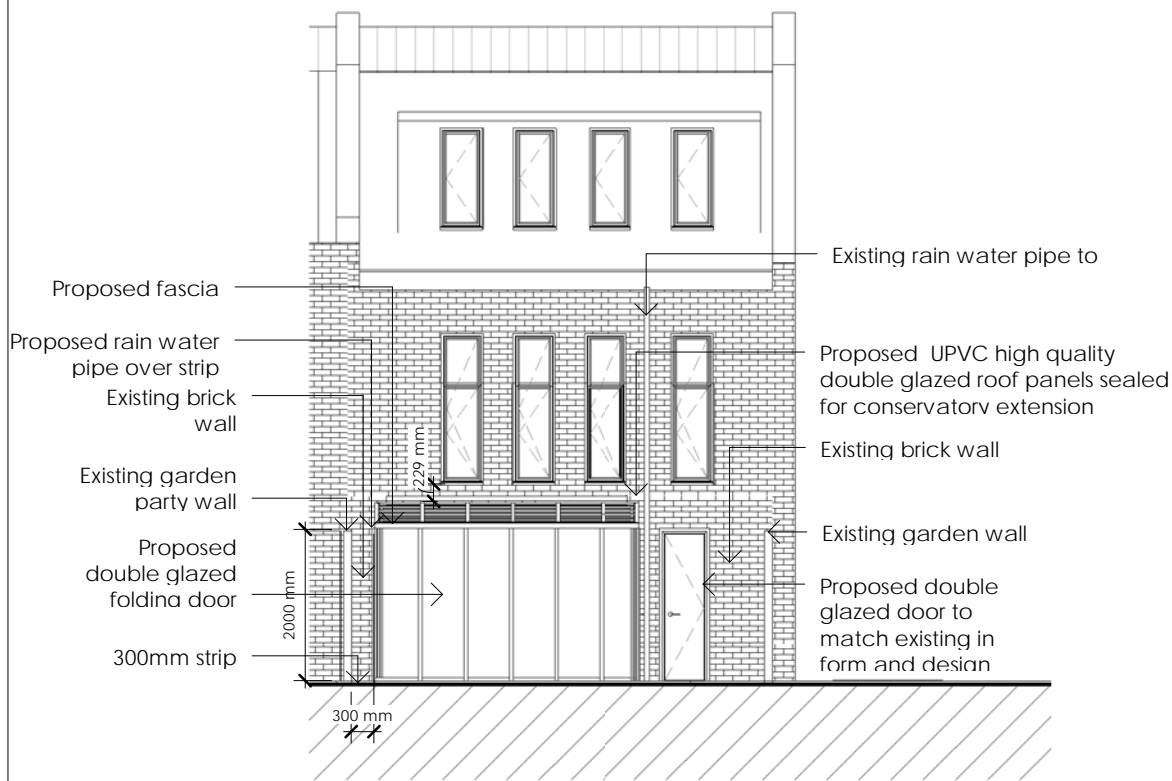 Existing rain water pipe to
Proposed fascia
Proposed rain water
pipe over strip
Existing brick
wall
Existing garden
party wall
Proposed
double glazed
folding door
300mm strip
2000 mm
300 mm
229 mm
Proposed UPVC high quality
double glazed roof panels sealed
for conservatory extension
Existing brick wall
Existing garden wall
Proposed double
glazed door to
match existing in
form and design